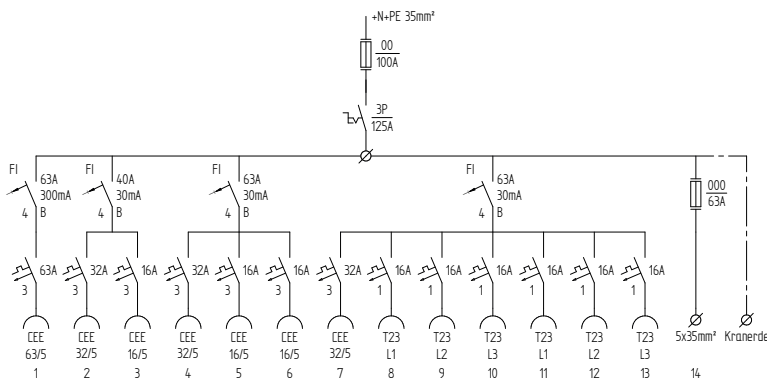 +N+PE 35mm²
00
100A
3P
125A
FI
63A
300mA
4
B
FI
40A
30mA
4
B
FI
63A
30mA
4
B
FI
63A
30mA
4
000
63A
63A
32A
16A
32A
16A
16A
32A
16A
16A
16A
16A
16A
16A
3
3
3
3
3
3
3
1
1
1
1
1
1
CEE
63/5
1
CEE
32/5
2
CEE
16/5
3
CEE
32/5
4
CEE
16/5
5
CEE
16/5
6
CEE
32/5
7
T23
L1
8
T23
L2
9
T23
L3
10
T23
L1
11
T23
L2
12
T23
L3
13
5x35mm²
14
Kranerde